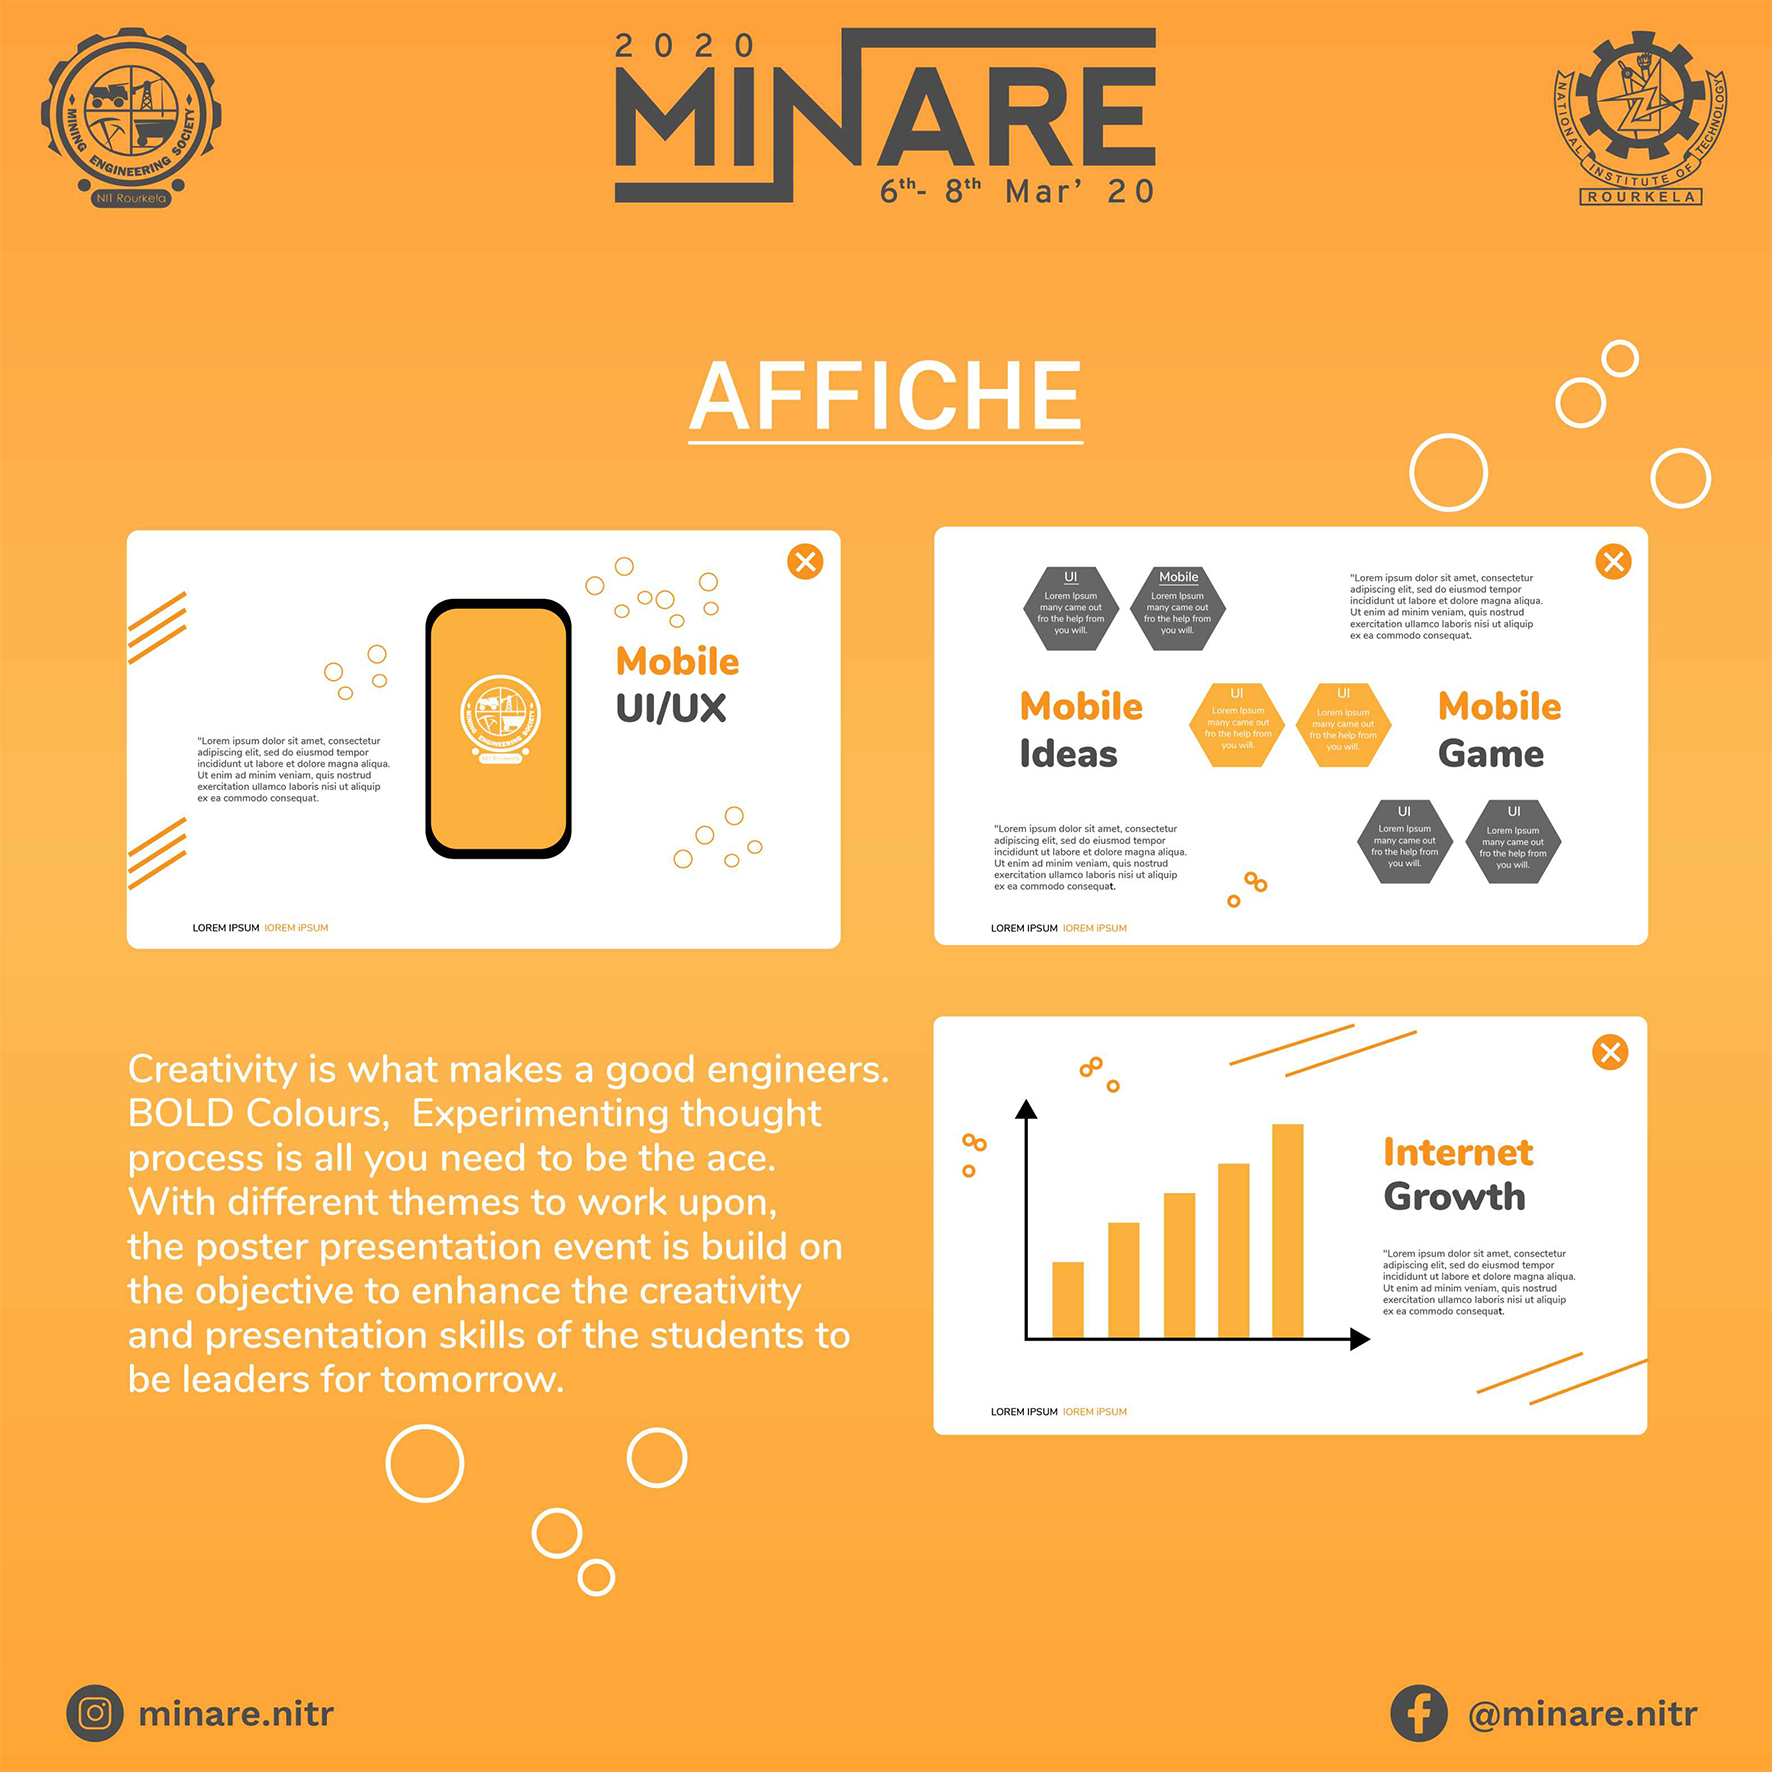 2020
MINARE
6th- 8th Mar' 20
MINING ENGINEERING SOCIETY
NIT Rourkela
NATIONAL INSTITUTE OF TECHNOLOGY
ROURKELA
AFFICHE
Mobile
UI/UX
"Lorem ipsum dolor sit amet, consectetur
adipiscing elit, sed do eiusmod tempor
incididunt ut labore et dolore magna aliqua.
Ut enim ad minim veniam, quis nostrud
exercitation ullamco laboris nisi ut aliquip
ex ea commodo consequat.
MINING ENGINEERING SOCIETY
NIT Rourkela
LOREM IPSUM lOREM iPSUM
UI
Lorem Ipsum
many came out
fro the help from
you will.
Mobile
Lorem Ipsum
many came out
fro the help from
you will.
"Lorem ipsum dolor sit amet, consectetur
adipiscing elit, sed do eiusmod tempor
incididunt ut labore et dolore magna aliqua.
Ut enim ad minim veniam, quis nostrud
exercitation ullamco laboris nisi ut aliquip
ex ea commodo consequat.
Mobile
Ideas
UI
Lorem Ipsum
many came out
fro the help from
you will.
UI
Lorem Ipsum
many came out
fro the help from
you will.
Mobile
Game
UI
Lorem Ipsum
many came out
fro the help from
you will.
UI
Lorem Ipsum
many came out
fro the help from
you will.
"Lorem ipsum dolor sit amet, consectetur
adipiscing elit, sed do eiusmod tempor
incididunt ut labore et dolore magna aliqua.
Ut enim ad minim veniam, quis nostrud
exercitation ullamco laboris nisi ut aliquip
ex ea commodo consequat.
LOREM IPSUM lOREM iPSUM
Creativity is what makes a good engineers.
BOLD Colours, Experimenting thought
process is all you need to be the ace.
With different themes to work upon,
the poster presentation event is build on
the objective to enhance the creativity
and presentation skills of the students to
be leaders for tomorrow.
Internet
Growth
"Lorem ipsum dolor sit amet, consectetur
adipiscing elit, sed do eiusmod tempor
incididunt ut labore et dolore magna aliqua.
Ut enim ad minim veniam, quis nostrud
exercitation ullamco laboris nisi ut aliquip
ex ea commodo consequat.
LOREM IPSUM lOREM iPSUM
minare.nitr
@minare.nitr